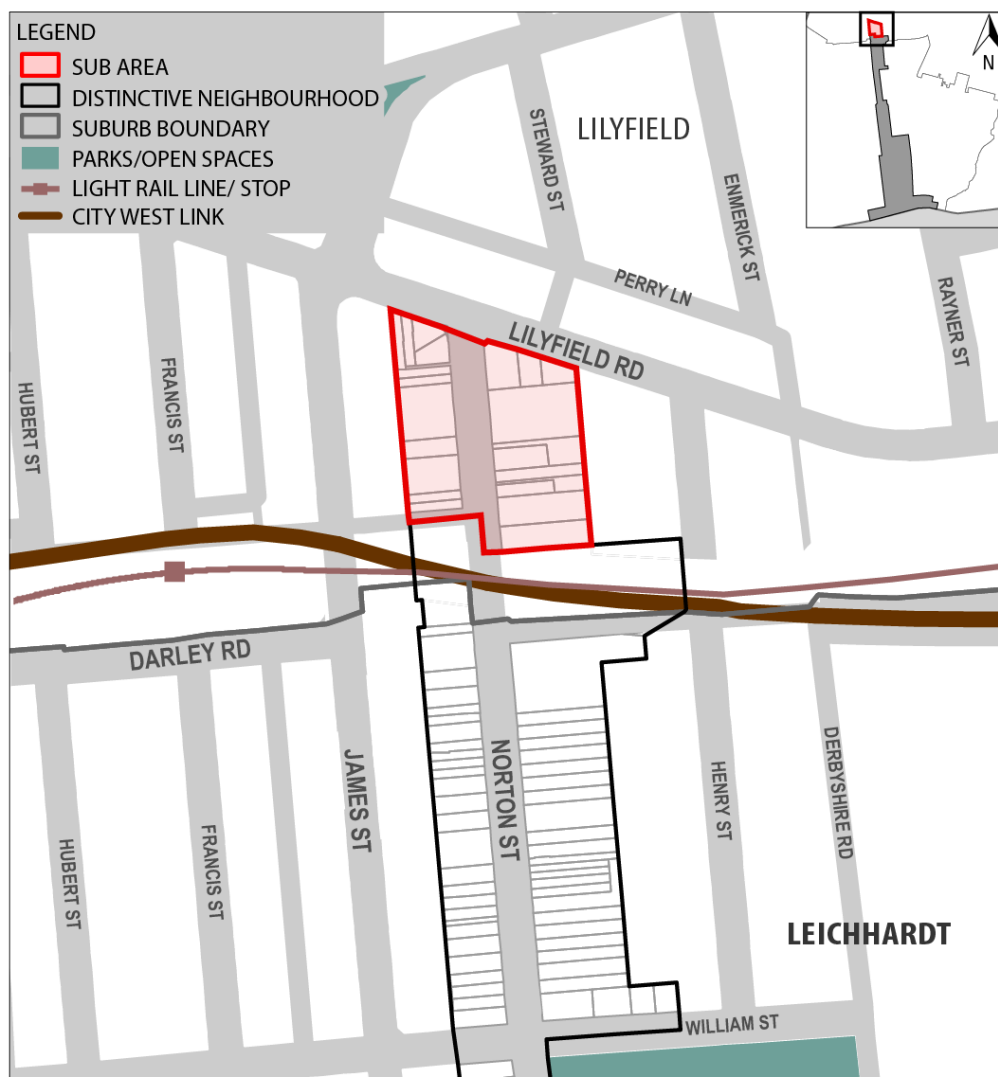 LEGEND
SUB AREA
DISTINCTIVE NEIGHBOURHOOD
SUBURB BOUNDARY
PARKS/OPEN SPACES
LIGHT RAIL LINE/ STOP
CITY WEST LINK
N
LILYFIELD
STEWARD ST
ENMERICK ST
PERRY LN
RAYNER ST
LILYFIELD RD
HUBERT ST
FRANCIS ST
DARLEY RD
JAMES ST
NORTON ST
HENRY ST
DERBYSHIRE RD
HUBERT ST
FRANCIS ST
LEICHHARDT
WILLIAM ST